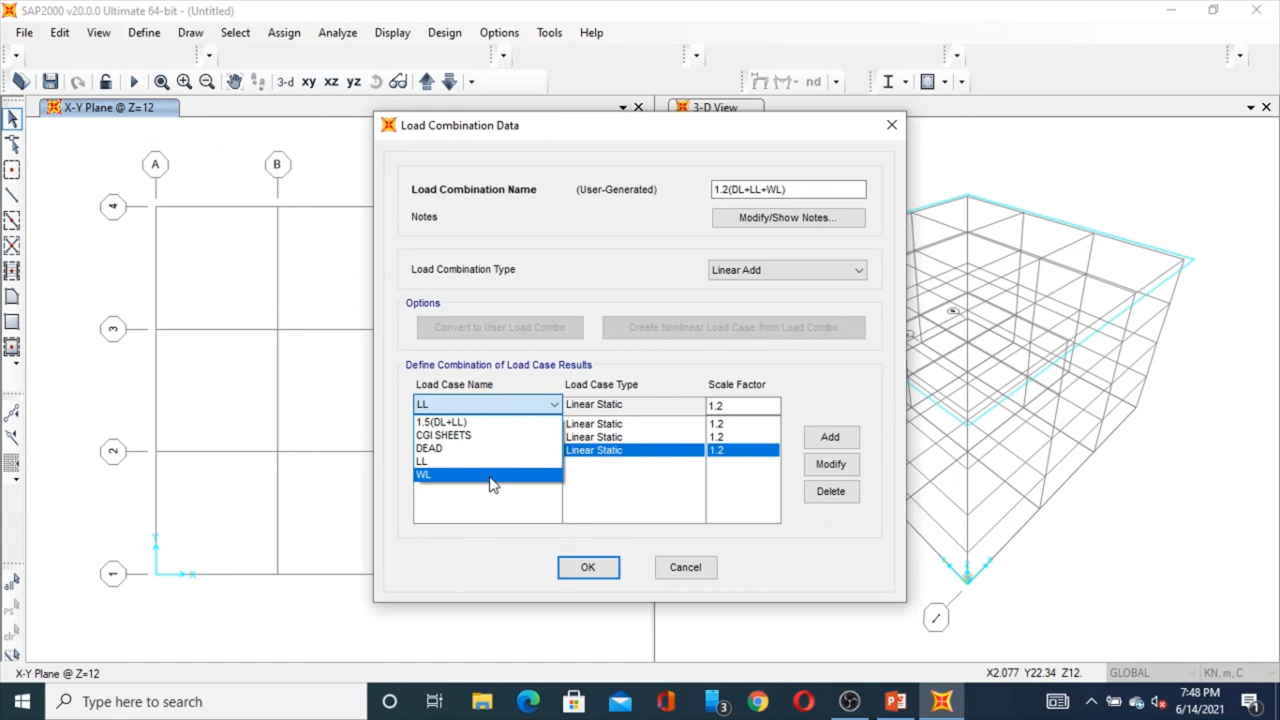 SAP2000 v20.0.0 Ultimate 64-bit - (Untitled)
File Edit View Define Draw Select Assign Analyze Display Design Options Tools Help
3-d xy xz yz nd
X-Y Plane @ Z=12
3-D View
Load Combination Data
Load Combination Name (User-Generated) 1.2(DL+LL+WL)
Notes Modify/Show Notes...
Load Combination Type Linear Add
Options
Convert to User Load Combo Create Nonlinear Load Case from Load Combo
Define Combination of Load Case Results
Load Case Name Load Case Type Scale Factor
LL Linear Static 1.2
1.5(DL+LL) Linear Static 1.2
CGI SHEETS Linear Static 1.2
DEAD Linear Static 1.2
LL
WL
Add
Modify
Delete
OK Cancel
A B
4
3
2
1
Y
X
all
PS
clr
X-Y Plane @ Z=12 X2.077 Y22.34 Z12. GLOBAL KN, m, C
Type here to search
3
7:48 PM
6/14/2021
1